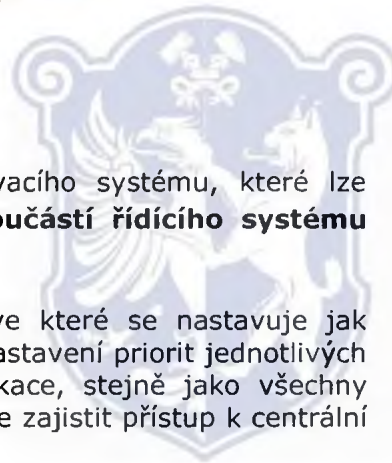 vacího systému, které lze
oučástí řídícího systému
ve které se nastavuje jak
astavení priorit jednotlivých
kace, stejně jako všechny
e zajistit přístup k centrální